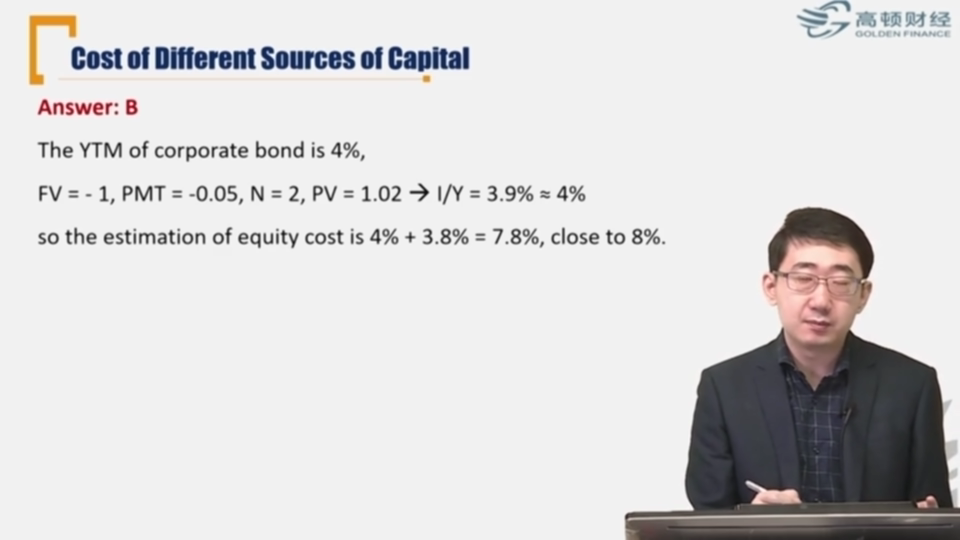 Cost of Different Sources of Capital
高顿财经
GOLDEN FINANCE
Answer: B
The YTM of corporate bond is 4%,
FV = - 1, PMT = -0.05, N = 2, PV = 1.02 → I/Y = 3.9% ≈ 4%
so the estimation of equity cost is 4% + 3.8% = 7.8%, close to 8%.